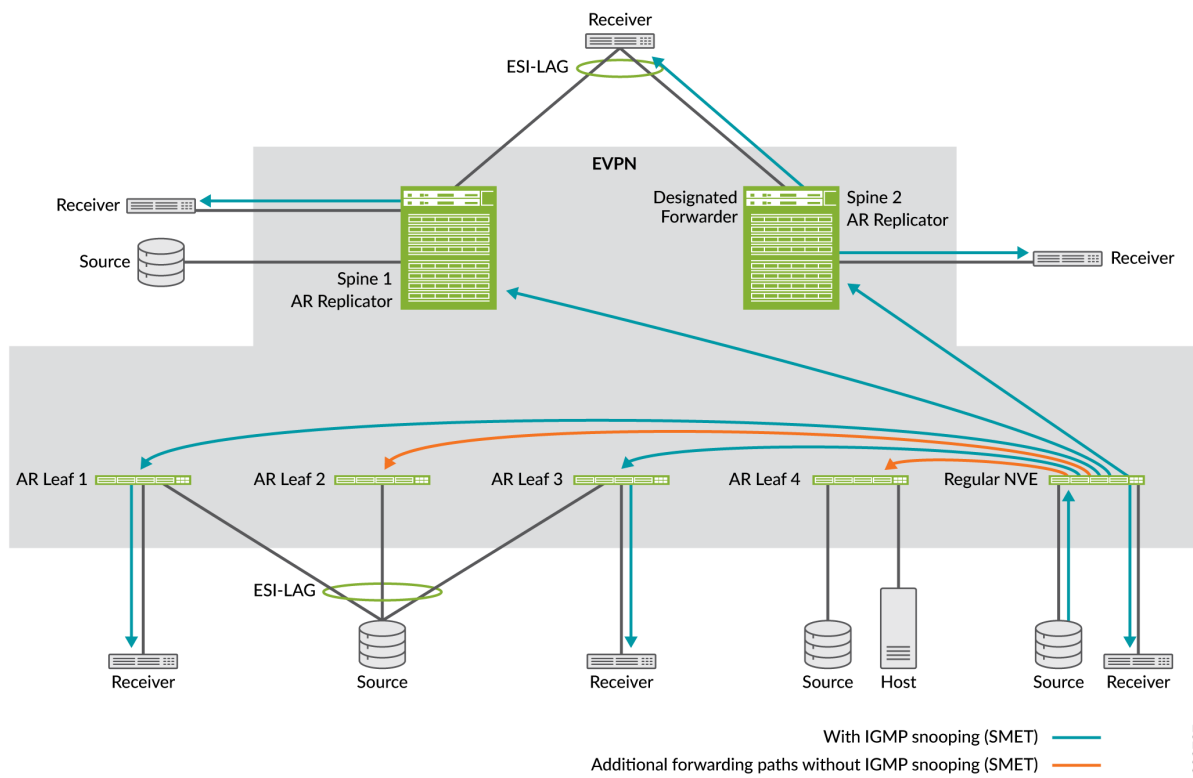 Receiver
ESI-LAG
EVPN
Receiver
Designated
Forwarder
Spine 2
AR Replicator
Source
Receiver
Spine 1
AR Replicator
AR Leaf 1
AR Leaf 2
AR Leaf 3
AR Leaf 4
Regular NVE
ESI-LAG
Receiver
Source
Receiver
Source
Host
Source
Receiver
With IGMP snooping (SMET)
Additional forwarding paths without IGMP snooping (SMET)